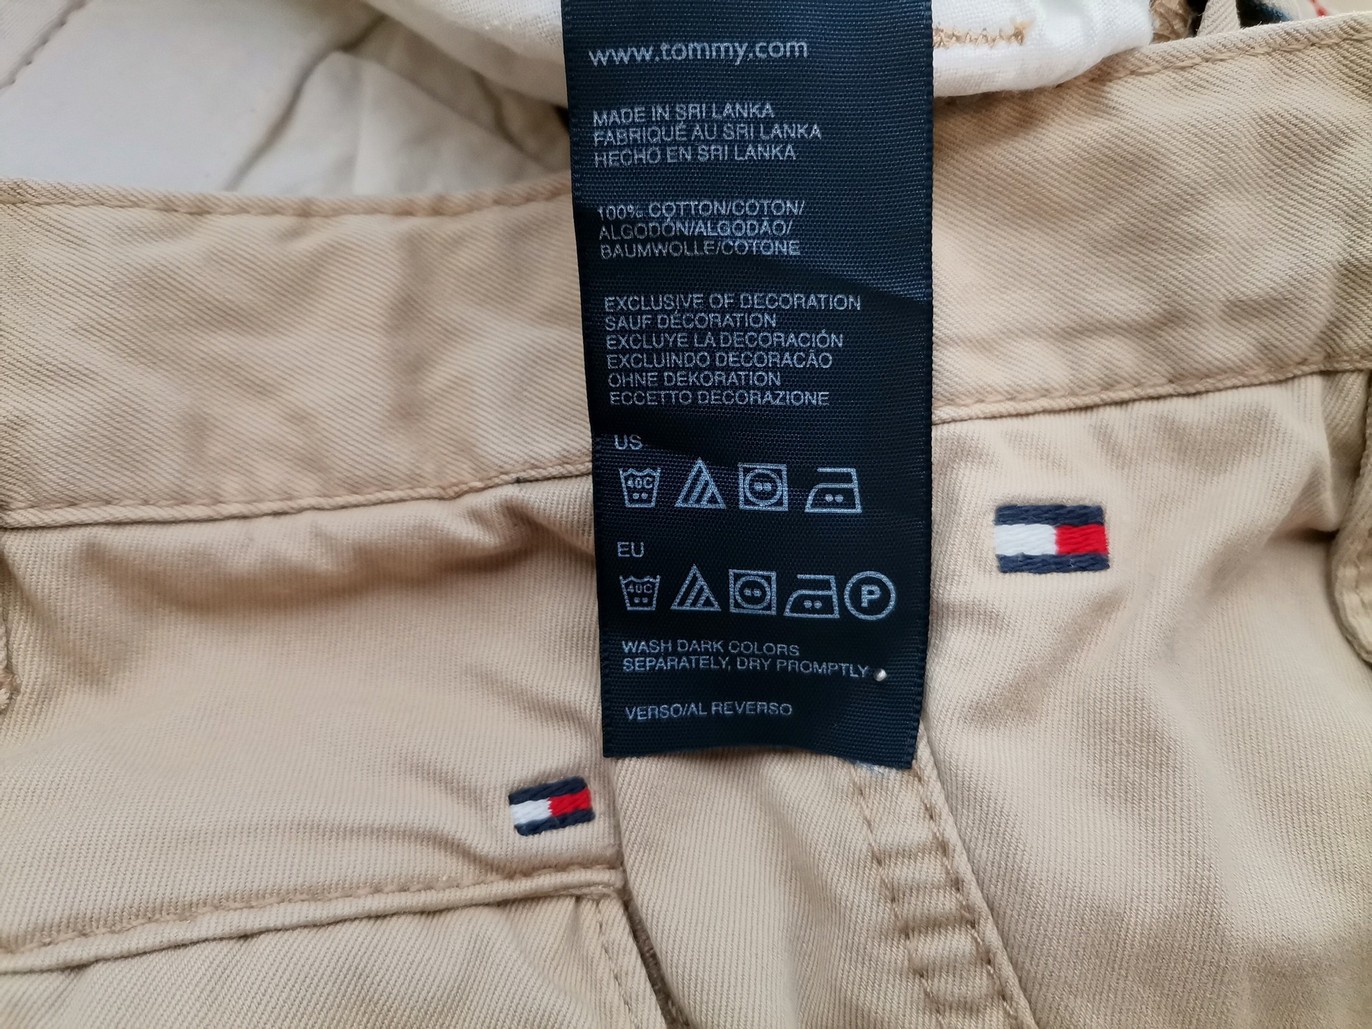 www.tommy.com
MADE IN SRI LANKA
FABRIQUÉ AU SRI LANKA
HECHO EN SRI LANKA
100% COTTON/COTON/
ALGODÓN/ALGODÃO/
BAUMWOLLE/COTONE
EXCLUSIVE OF DECORATION
SAUF DÉCORATION
EXCLUYE LA DECORACIÓN
EXCLUINDO DECORACÃO
OHNE DEKORATION
ECCETTO DECORAZIONE
US
40C
EU
40C P
WASH DARK COLORS
SEPARATELY, DRY PROMPTLY
VERSO/AL REVERSO